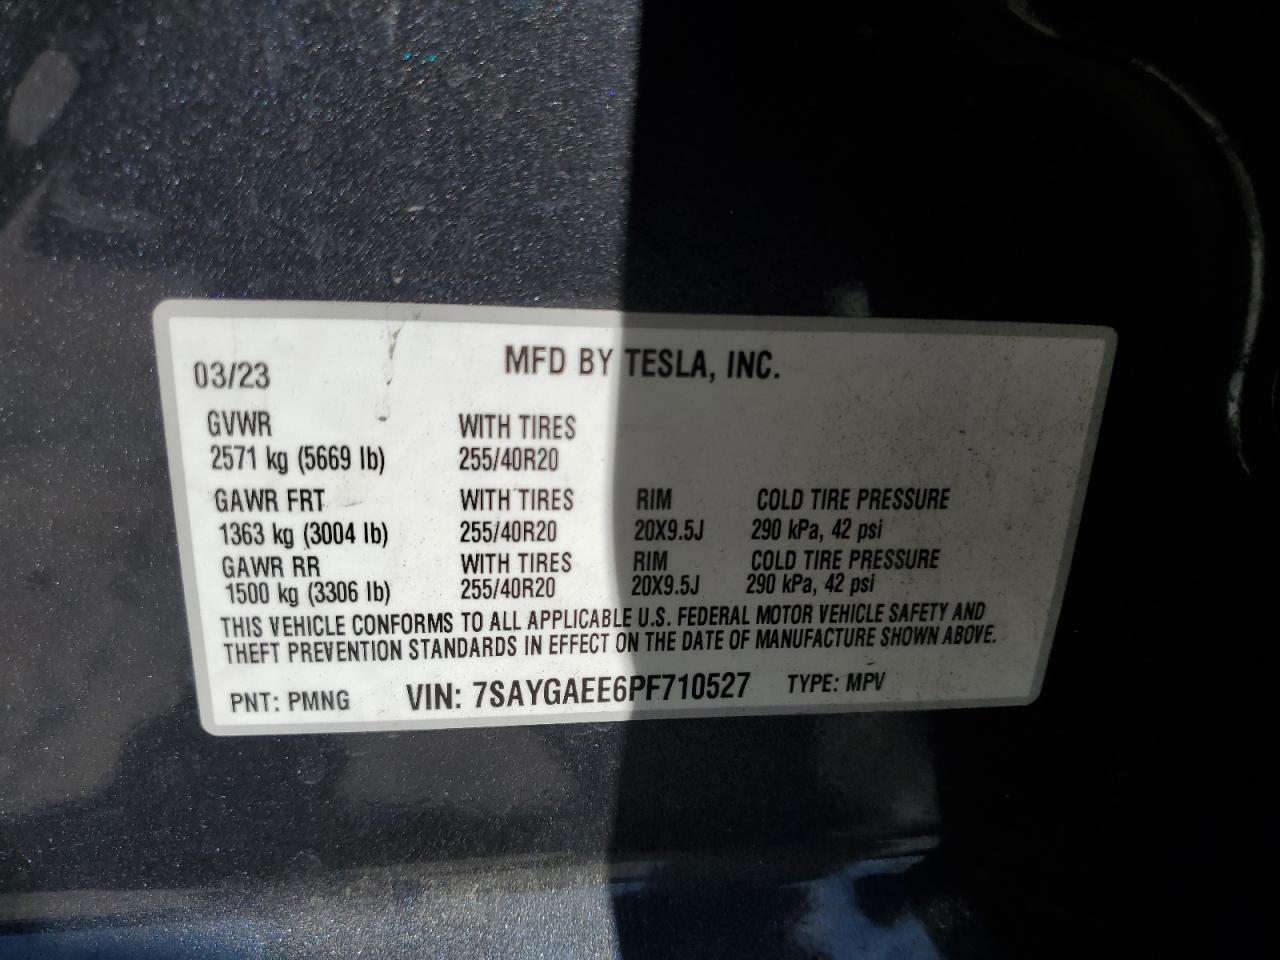 MFD BY TESLA, INC.
03/23
GVWR WITH TIRES
2571 kg (5669 lb) 255/40R20
GAWR FRT WITH TIRES RIM COLD TIRE PRESSURE
1363 kg (3004 lb) 255/40R20 20X9.5J 290 kPa, 42 psi
GAWR RR WITH TIRES RIM COLD TIRE PRESSURE
1500 kg (3306 lb) 255/40R20 20X9.5J 290 kPa, 42 psi
THIS VEHICLE CONFORMS TO ALL APPLICABLE U.S. FEDERAL MOTOR VEHICLE SAFETY AND
THEFT PREVENTION STANDARDS IN EFFECT ON THE DATE OF MANUFACTURE SHOWN ABOVE.
PNT: PMNG VIN: 7SAYGAEE6PF710527 TYPE: MPV